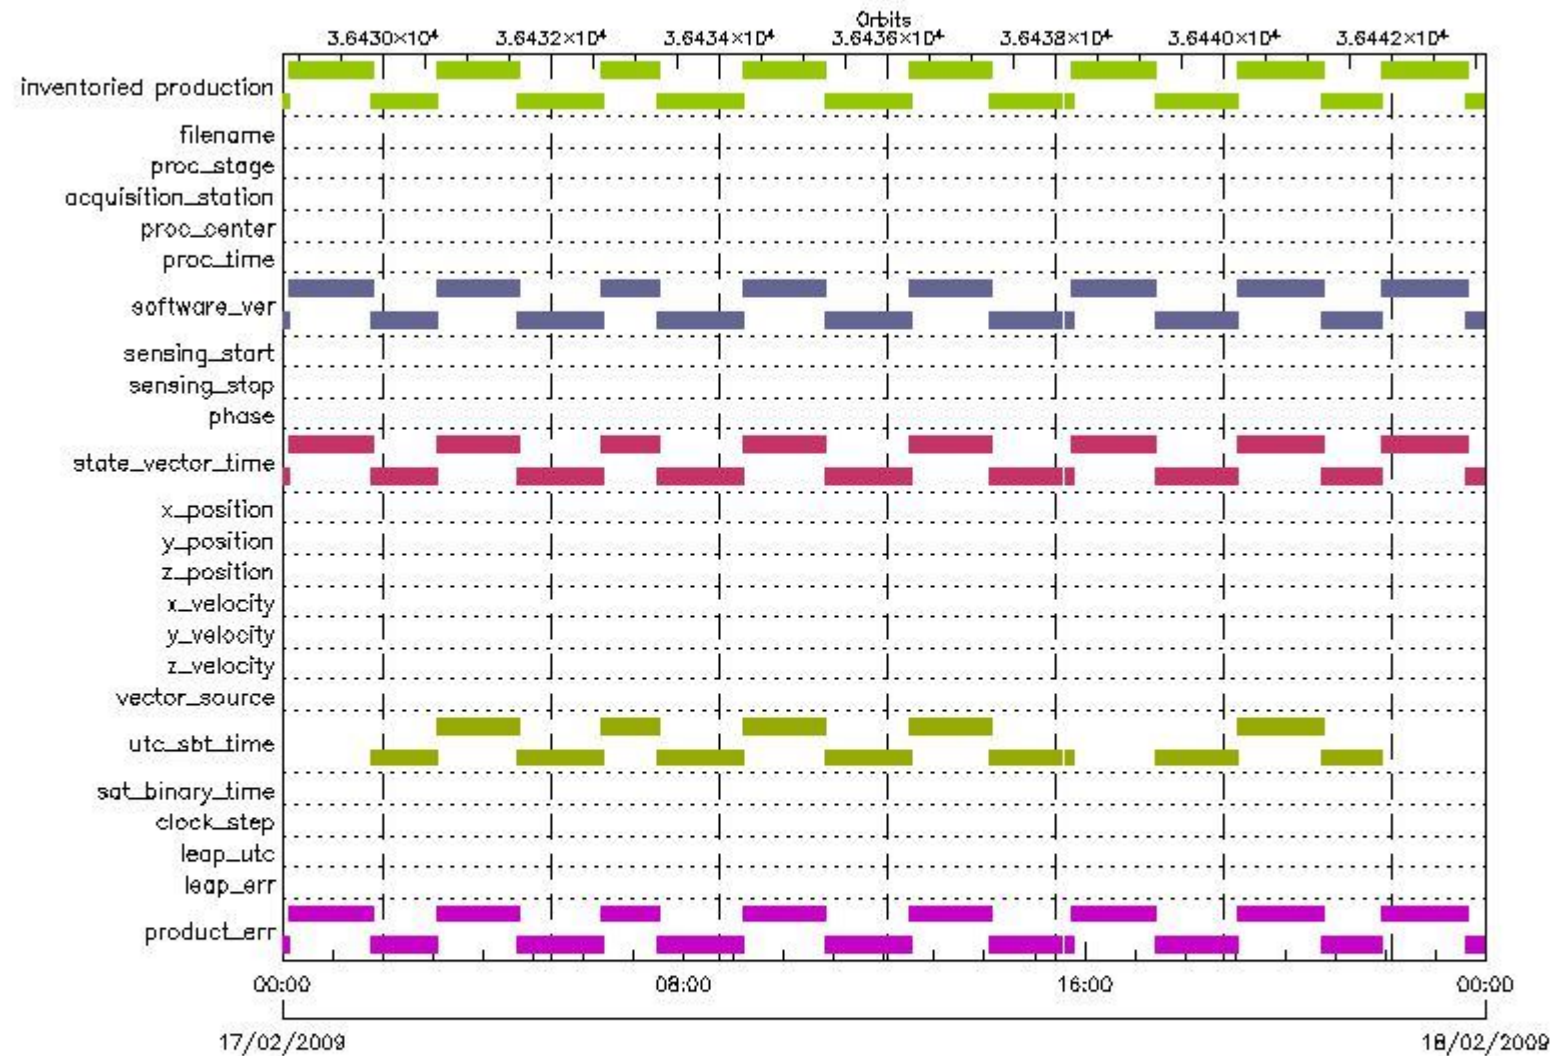 Orbits
3.6430×10⁴ 3.6432×10⁴ 3.6434×10⁴ 3.6436×10⁴ 3.6438×10⁴ 3.6440×10⁴ 3.6442×10⁴
inventoried production
filename
proc_stage
acquisition_station
proc_center
proc_time
software_ver
sensing_start
sensing_stop
phase
state_vector_time
x_position
y_position
z_position
x_velocity
y_velocity
z_velocity
vector_source
utc_sbt_time
sat_binary_time
clock_step
leap_utc
leap_err
product_err
00:00 08:00 16:00 00:00
17/02/2009 18/02/2009